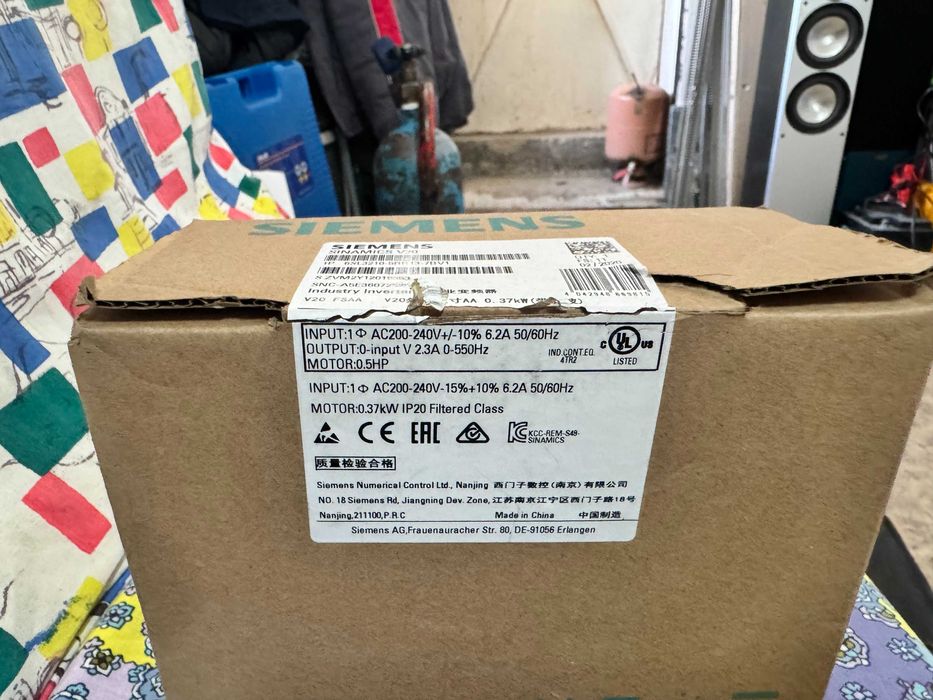 SIEMENS
SIEMENS
SINAMICS V20
Industry Inverter
V20 FSAA V20 AA 0.37kW
INPUT:1Φ AC200-240V+/-10% 6.2A 50/60Hz
OUTPUT:0-input V 2.3A 0-550Hz
MOTOR:0.5HP
IND.CONT.EQ.
4TR2
C UL US
LISTED
INPUT:1Φ AC200-240V-15%+10% 6.2A 50/60Hz
MOTOR:0.37kW IP20 Filtered Class
CE EAC KCC-REM-S49-
SINAMICS
质量检验合格
Siemens Numerical Control Ltd., Nanjing 西门子数控(南京)有限公司
NO. 18 Siemens Rd, Jiangning Dev. Zone, 江苏南京江宁区西门子路18号
Nanjing,211100,P.R.C Made in China 中国制造
Siemens AG,Frauenauracher Str. 80, DE-91056 Erlangen